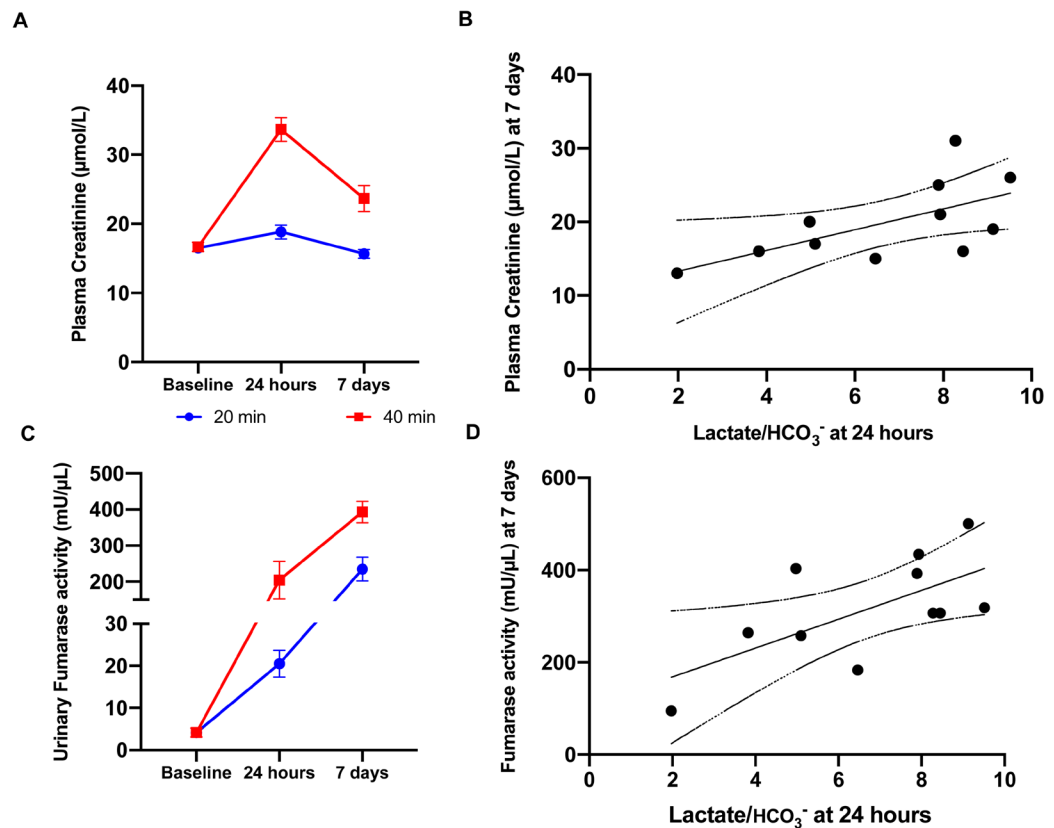 A
Plasma Creatinine (μmol/L)
40
30
20
10
0
Baseline 24 hours 7 days
20 min 40 min
B
Plasma Creatinine (μmol/L) at 7 days
40
30
20
10
0
0 2 4 6 8 10
Lactate/HCO₃⁻ at 24 hours
C
Urinary Fumarase activity (mU/μL)
500
400
300
200
30
20
10
0
Baseline 24 hours 7 days
D
Fumarase activity (mU/μL) at 7 days
600
400
200
0
0 2 4 6 8 10
Lactate/HCO₃⁻ at 24 hours